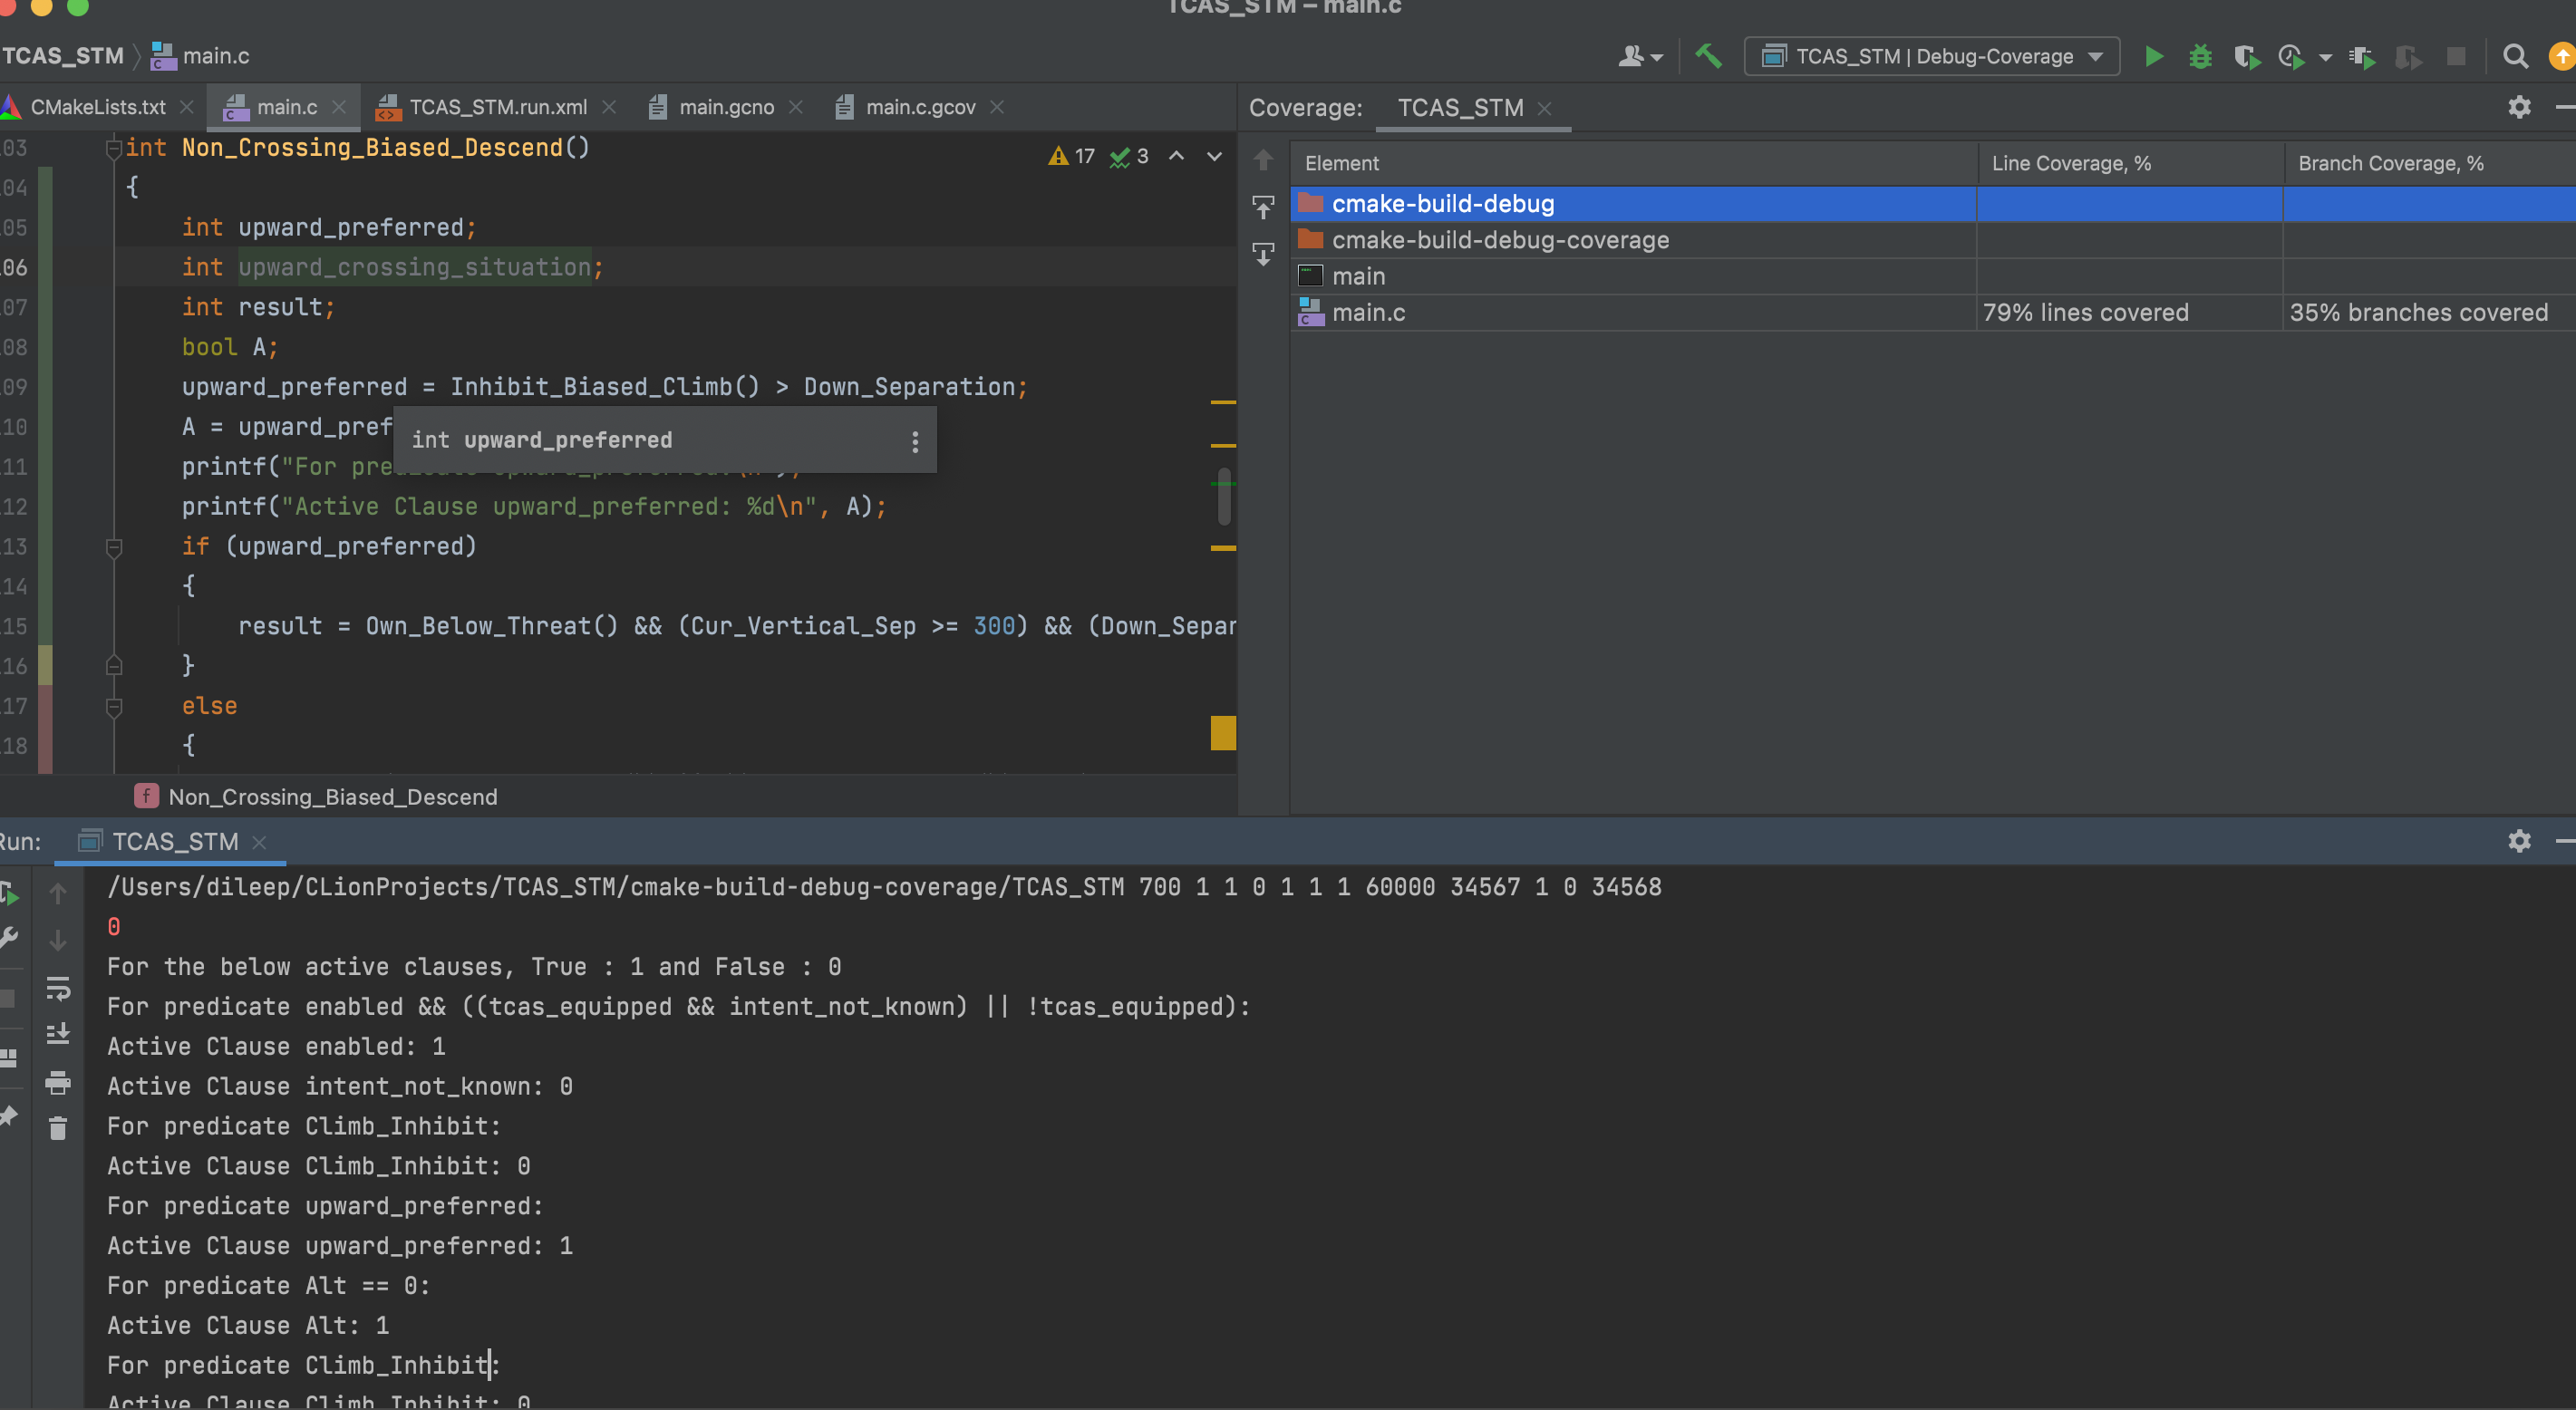 TCAS_STM – main.c
TCAS_STM main.c
TCAS_STM | Debug-Coverage
CMakeLists.txt main.c TCAS_STM.run.xml main.gcno main.c.gcov
Coverage: TCAS_STM
03 int Non_Crossing_Biased_Descend()
17 3
04 {
05 int upward_preferred;
06 int upward_crossing_situation;
07 int result;
08 bool A;
09 upward_preferred = Inhibit_Biased_Climb() > Down_Separation;
10 A = upward_pref
int upward_preferred
11 printf("For pre
12 printf("Active Clause upward_preferred: %d\n", A);
13 if (upward_preferred)
14 {
15 result = Own_Below_Threat() && (Cur_Vertical_Sep >= 300) && (Down_Separ
16 }
17 else
18 {
f Non_Crossing_Biased_Descend
Element Line Coverage, % Branch Coverage, %
cmake-build-debug
cmake-build-debug-coverage
main
main.c 79% lines covered 35% branches covered
Run: TCAS_STM
/Users/dileep/CLionProjects/TCAS_STM/cmake-build-debug-coverage/TCAS_STM 700 1 1 0 1 1 1 60000 34567 1 0 34568
0
For the below active clauses, True : 1 and False : 0
For predicate enabled && ((tcas_equipped && intent_not_known) || !tcas_equipped):
Active Clause enabled: 1
Active Clause intent_not_known: 0
For predicate Climb_Inhibit:
Active Clause Climb_Inhibit: 0
For predicate upward_preferred:
Active Clause upward_preferred: 1
For predicate Alt == 0:
Active Clause Alt: 1
For predicate Climb_Inhibit:
Active Clause Climb_Inhibit: 0